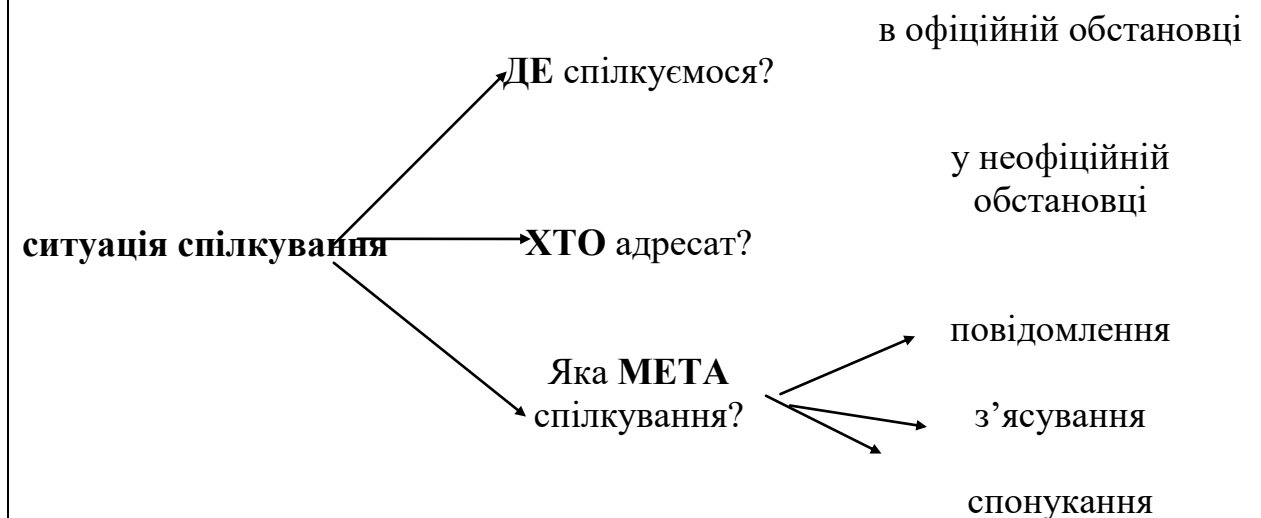 в офіційній обстановці
ДЕ спілкуємося?
у неофіційній
обстановці
ситуація спілкування
ХТО адресат?
повідомлення
Яка МЕТА
спілкування?
з’ясування
спонукання